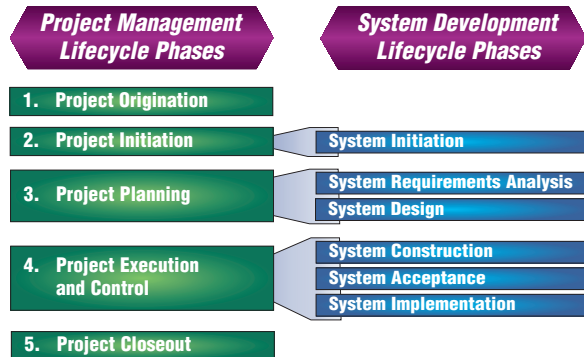 Project Management
Lifecycle Phases
System Development
Lifecycle Phases
1. Project Origination
2. Project Initiation
System Initiation
3. Project Planning
System Requirements Analysis
System Design
4. Project Execution
and Control
System Construction
System Acceptance
System Implementation
5. Project Closeout